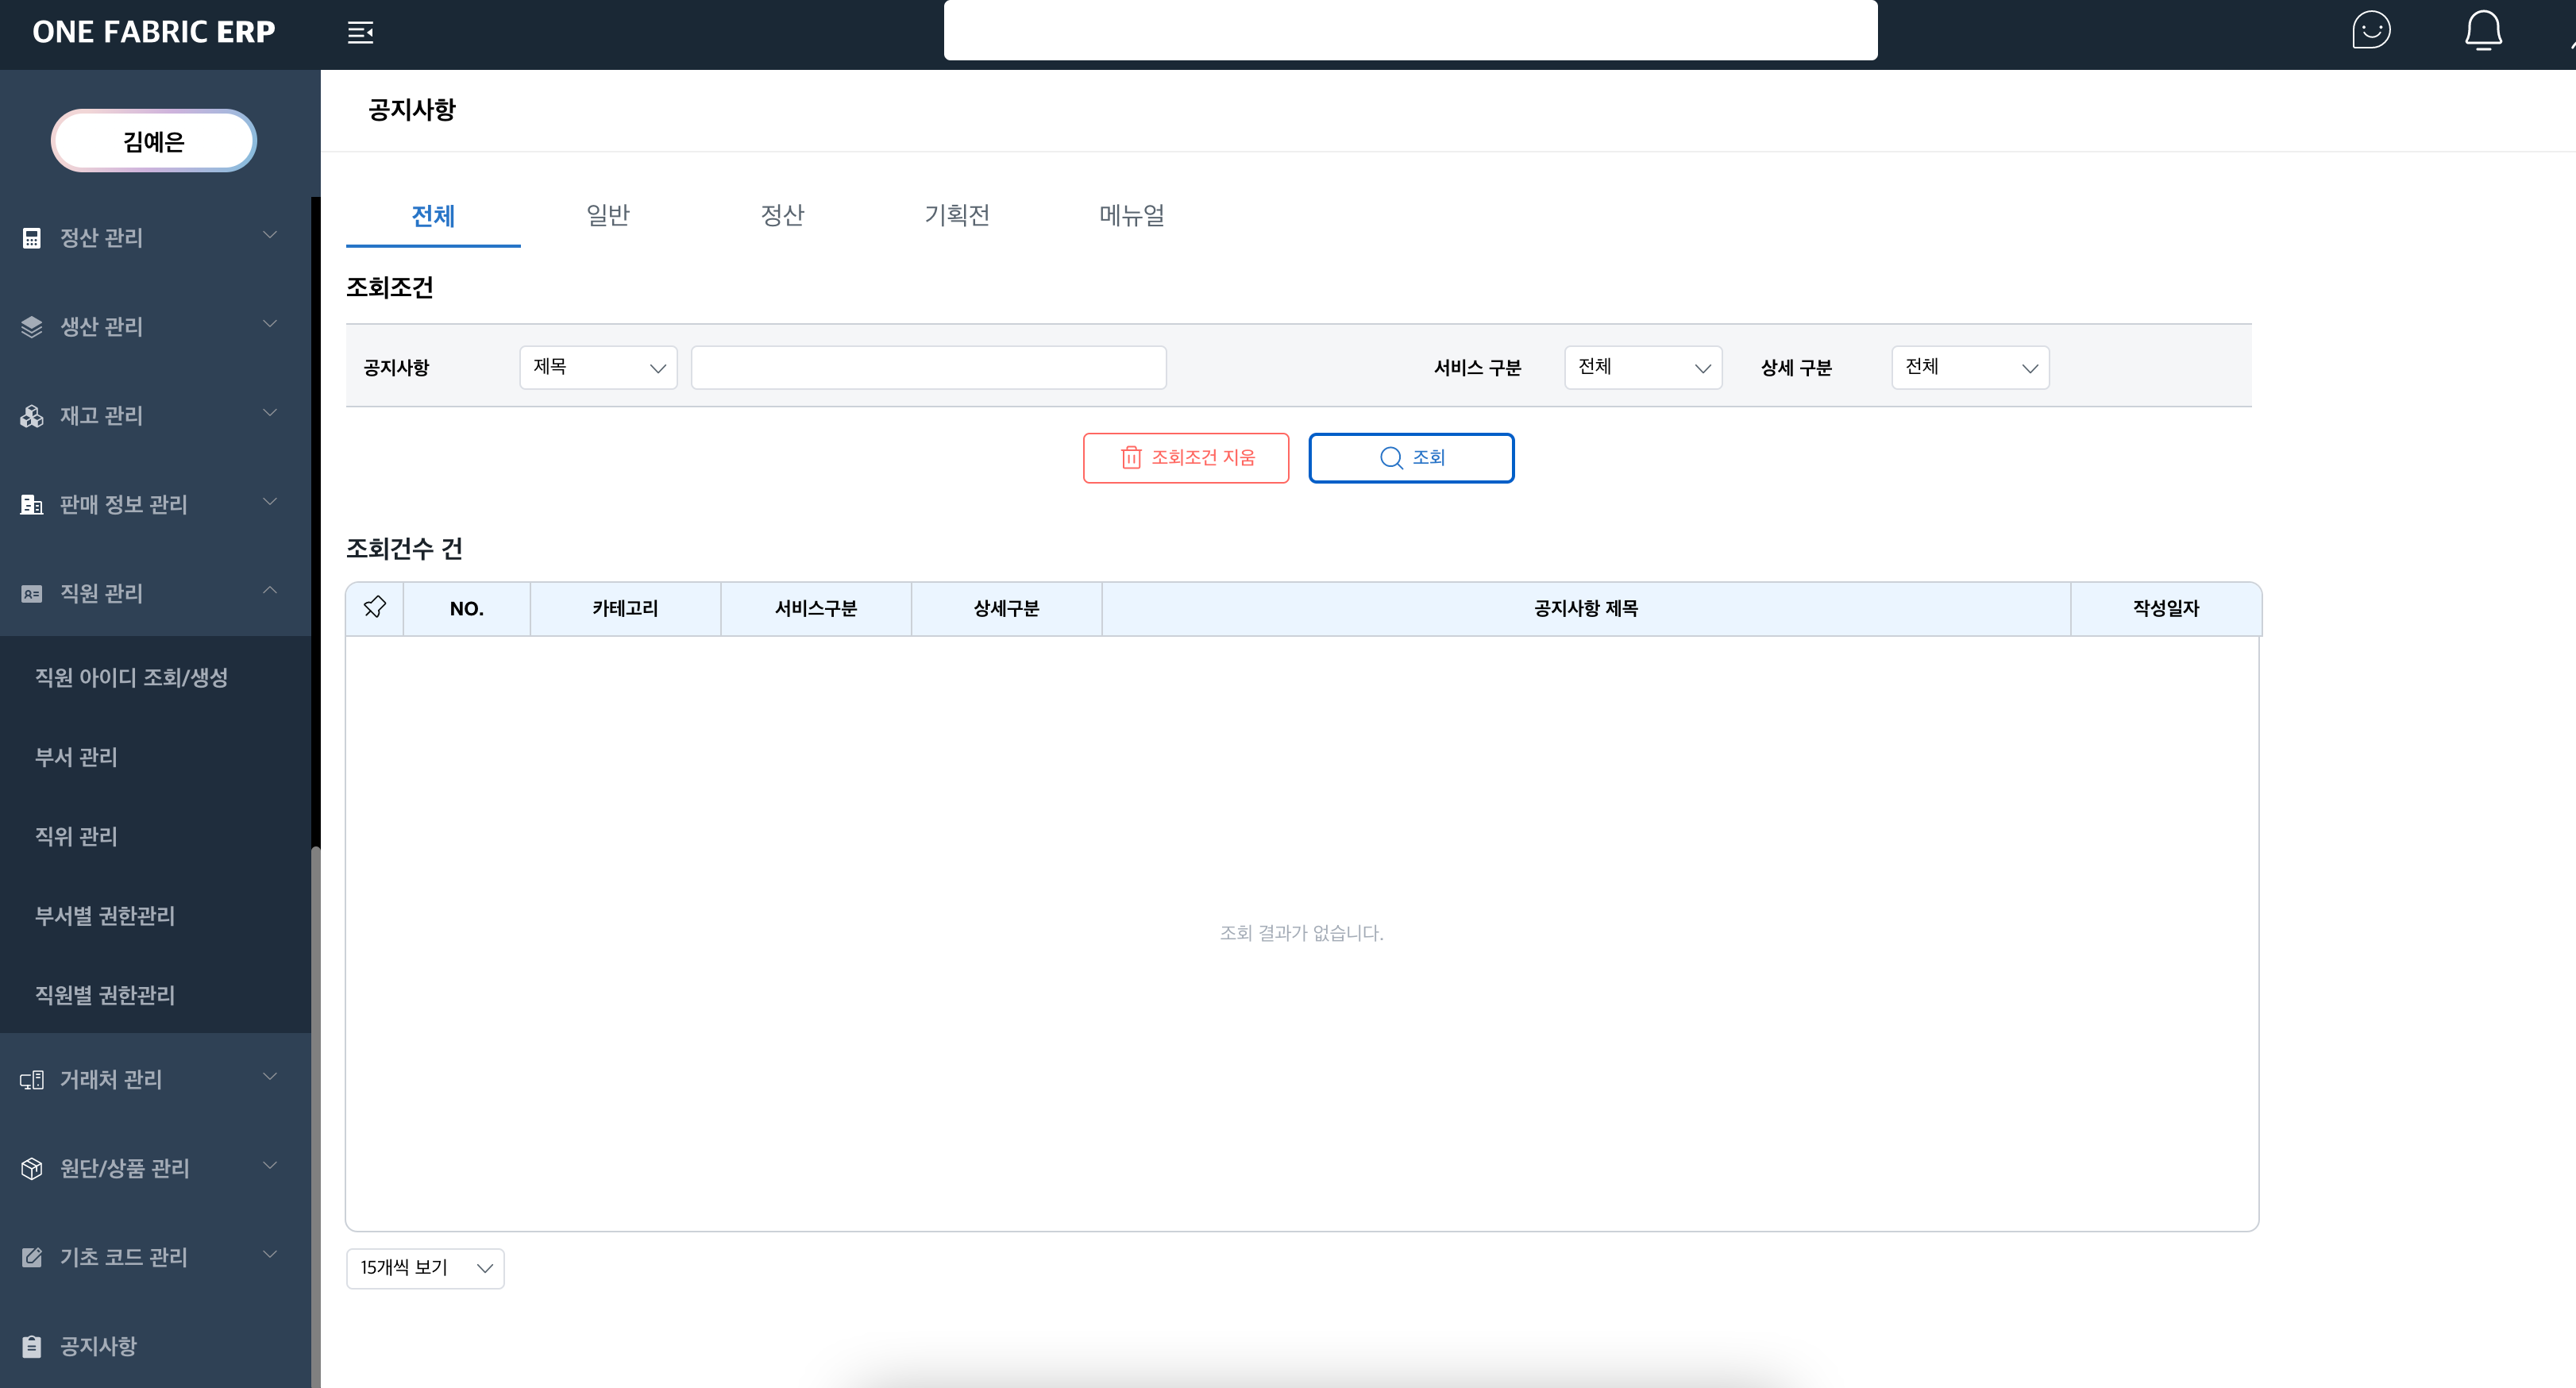 ONE FABRIC ERP
김예은
정산 관리
생산 관리
재고 관리
판매 정보 관리
직원 관리
직원 아이디 조회/생성
부서 관리
직위 관리
부서별 권한관리
직원별 권한관리
거래처 관리
원단/상품 관리
기초 코드 관리
공지사항
공지사항
전체 일반 정산 기획전 메뉴얼
조회조건
공지사항 제목 서비스 구분 전체 상세 구분 전체
조회조건 지움 조회
조회건수 건
NO. 카테고리 서비스구분 상세구분 공지사항 제목 작성일자
조회 결과가 없습니다.
15개씩 보기